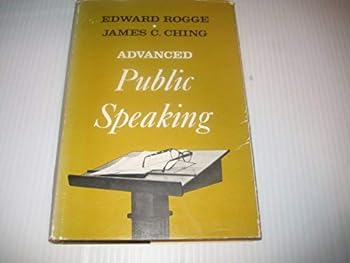 EDWARD ROGGE
JAMES C. CHING
ADVANCED
Public
Speaking